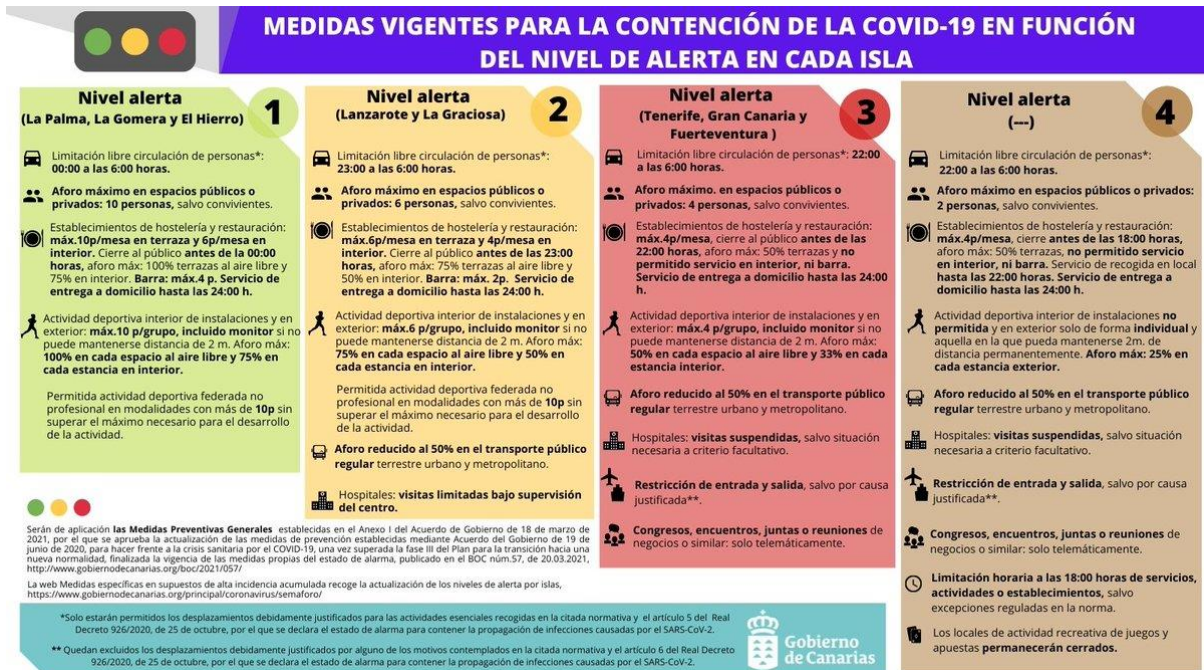 MEDIDAS VIGENTES PARA LA CONTENCIÓN DE LA COVID-19 EN FUNCIÓN
DEL NIVEL DE ALERTA EN CADA ISLA
Nivel alerta
(La Palma, La Gomera y El Hierro)
1
Limitación libre circulación de personas*:
00:00 a las 6:00 horas.
Aforo máximo en espacios públicos o
privados: 10 personas, salvo convivientes.
Establecimientos de hostelería y restauración:
máx.10p/mesa en terraza y 6p/mesa en
interior. Cierre al público antes de la 00:00
horas, aforo máx: 100% terrazas al aire libre y
75% en interior. Barra: máx.4 p. Servicio de
entrega a domicilio hasta las 24:00 h.
Actividad deportiva interior de instalaciones y en
exterior: máx.10 p/grupo, incluido monitor si no
puede mantenerse distancia de 2 m. Aforo máx:
100% en cada espacio al aire libre y 75% en
cada estancia en interior.
Permitida actividad deportiva federada no
profesional en modalidades con más de 10p sin
superar el máximo necesario para el desarrollo
de la actividad.
Nivel alerta
(Lanzarote y La Graciosa)
2
Limitación libre circulación de personas*:
23:00 a las 6:00 horas.
Aforo máximo en espacios públicos o
privados: 6 personas, salvo convivientes.
Establecimientos de hostelería y restauración:
máx.6p/mesa en terraza y 4p/mesa en
interior. Cierre al público antes de las 23:00
horas, aforo máx: 75% terrazas al aire libre y
50% en interior. Barra: máx. 2p. Servicio de
entrega a domicilio hasta las 24:00 h.
Actividad deportiva interior de instalaciones y en
exterior: máx.6 p/grupo, incluido monitor si no
puede mantenerse distancia de 2 m. Aforo máx:
75% en cada espacio al aire libre y 50% en
cada estancia en interior.
Permitida actividad deportiva federada no
profesional en modalidades con más de 10p sin
superar el máximo necesario para el desarrollo
de la actividad.
Aforo reducido al 50% en el transporte público
regular terrestre urbano y metropolitano.
Hospitales: visitas limitadas bajo supervisión
del centro.
Nivel alerta
(Tenerife, Gran Canaria y
Fuerteventura )
3
Limitación libre circulación de personas*: 22:00
a las 6:00 horas.
Aforo máximo. en espacios públicos o
privados: 4 personas, salvo convivientes.
Establecimientos de hostelería y restauración:
máx.4p/mesa, cierre al público antes de las
22:00 horas, aforo máx: 50% terrazas y no
permitido servicio en interior, ni barra.
Servicio de entrega a domicilio hasta las 24:00
h.
Actividad deportiva interior de instalaciones y en
exterior: máx.4 p/grupo, incluido monitor si no
puede mantenerse distancia de 2 m. Aforo máx:
50% en cada espacio al aire libre y 33% en cada
estancia interior.
Aforo reducido al 50% en el transporte público
regular terrestre urbano y metropolitano.
Hospitales: visitas suspendidas, salvo situación
necesaria a criterio facultativo.
Restricción de entrada y salida, salvo por causa
justificada**.
Congresos, encuentros, juntas o reuniones de
negocios o similar: solo telemáticamente.
Nivel alerta
(---)
4
Limitación libre circulación de personas*:
22:00 a las 6:00 horas.
Aforo máximo en espacios públicos o privados:
2 personas, salvo convivientes.
Establecimientos de hostelería y restauración:
máx.4p/mesa, cierre antes de las 18:00 horas,
aforo máx: 50% terrazas, no permitido servicio
en interior, ni barra. Servicio de recogida en local
hasta las 22:00 horas. Servicio de entrega a
domicilio hasta las 24:00 h.
Actividad deportiva interior de instalaciones no
permitida y en exterior solo de forma individual y
aquella en la que pueda mantenerse 2m. de
distancia permanentemente. Aforo máx: 25% en
cada estancia exterior.
Aforo reducido al 50% en el transporte público
regular terrestre urbano y metropolitano.
Hospitales: visitas suspendidas, salvo situación
necesaria a criterio facultativo.
Restricción de entrada y salida, salvo por causa
justificada**.
Congresos, encuentros, juntas o reuniones de
negocios o similar: solo telemáticamente.
Limitación horaria a las 18:00 horas de servicios,
actividades o establecimientos, salvo
excepciones reguladas en la norma.
Los locales de actividad recreativa de juegos y
apuestas permanecerán cerrados.
Serán de aplicación las Medidas Preventivas Generales establecidas en el Anexo I del Acuerdo de Gobierno de 18 de marzo de
2021, por el que se aprueba la actualización de las medidas de prevención establecidas mediante Acuerdo del Gobierno de 19 de
junio de 2020, para hacer frente a la crisis sanitaria por el COVID-19, una vez superada la fase III del Plan para la transición hacia una
nueva normalidad, finalizada la vigencia de las medidas propias del estado de alarma, publicado en el BOC núm.57, de 20.03.2021,
http://www.gobiernodecanarias.org/boc/2021/057/
La web Medidas específicas en supuestos de alta incidencia acumulada recoge la actualización de los niveles de alerta por islas,
https://www.gobiernodecanarias.org/principal/coronavirus/semaforo/
*Solo estarán permitidos los desplazamientos debidamente justificados para las actividades esenciales recogidas en la citada normativa y el artículo 5 del Real
Decreto 926/2020, de 25 de octubre, por el que se declara el estado de alarma para contener la propagación de infecciones causadas por el SARS-CoV-2.
** Quedan excluidos los desplazamientos debidamente justificados por alguno de los motivos contemplados en la citada normativa y el artículo 6 del Real Decreto
926/2020, de 25 de octubre, por el que se declara el estado de alarma para contener la propagación de infecciones causadas por el SARS-CoV-2.
Gobierno
de Canarias